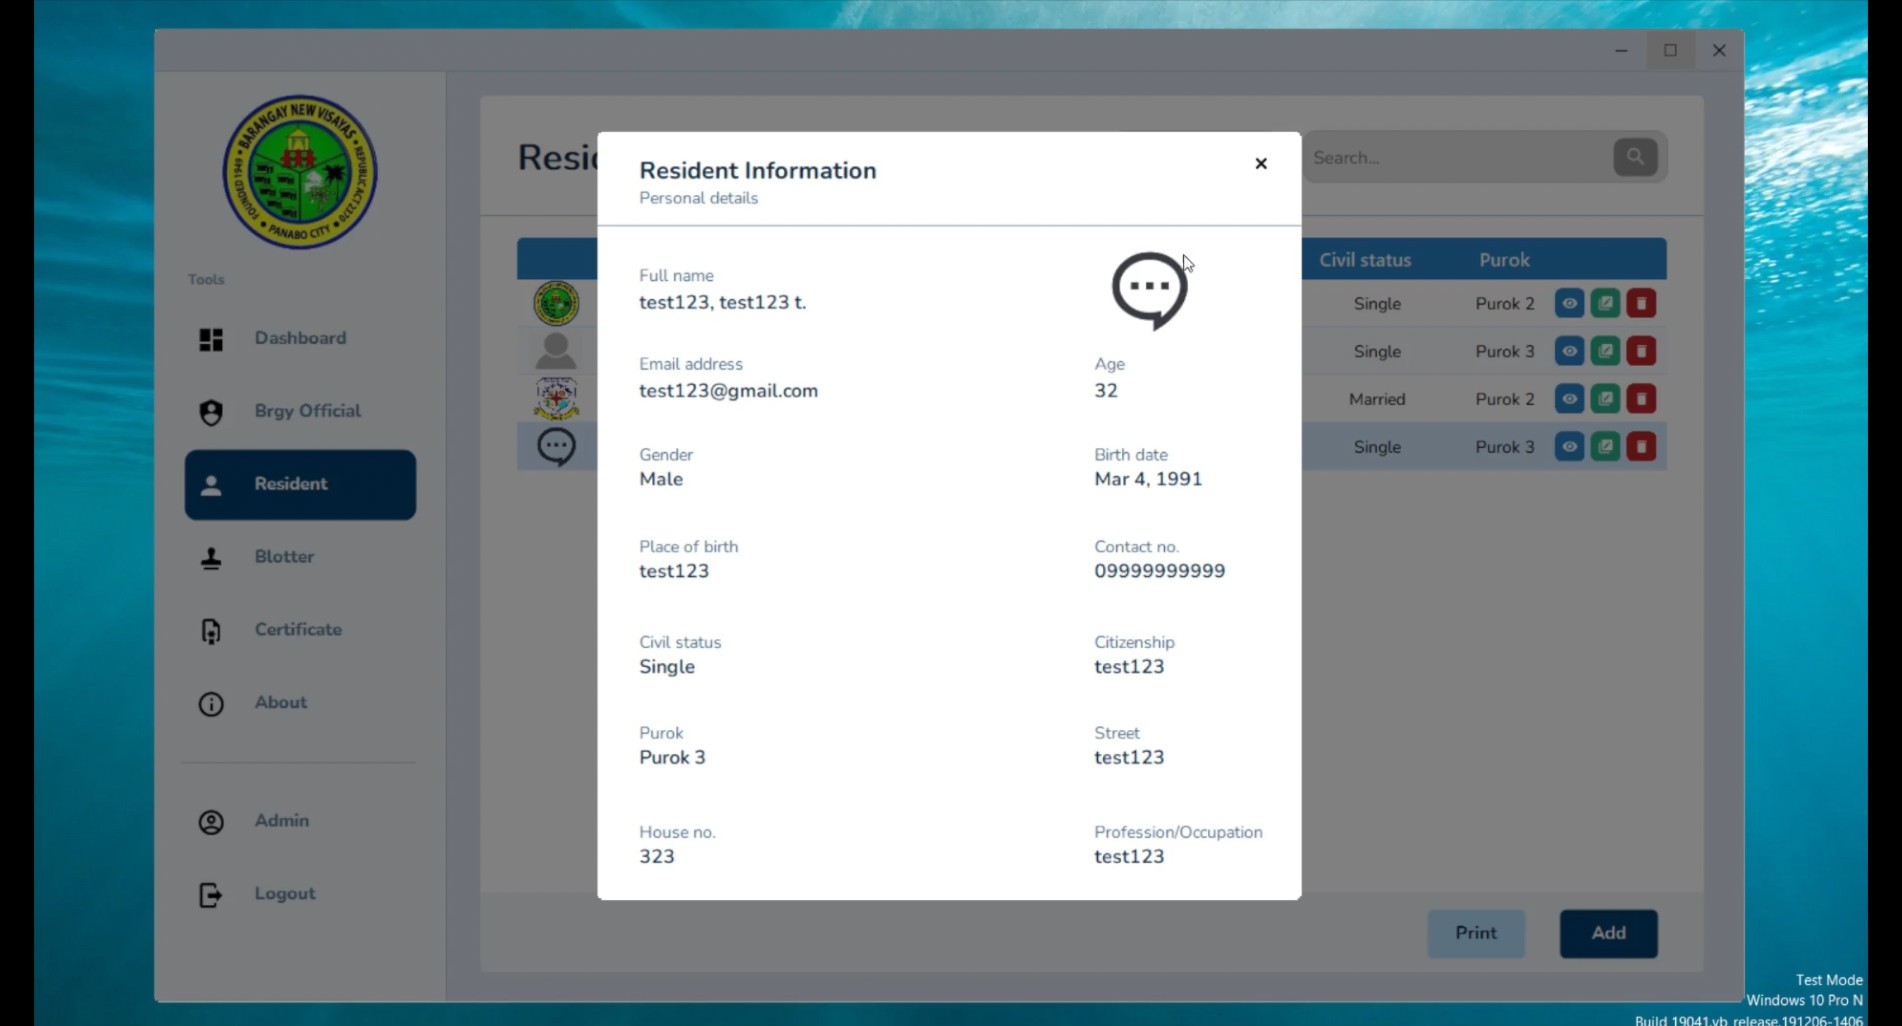 BARANGAY NEW VISAYAS
FOUNDED 1949
REPUBLIC ACT 2370
PANABO CITY
Tools
Dashboard
Brgy Official
Resident
Blotter
Certificate
About
Admin
Logout
Resid
Search...
Civil status Purok
Single Purok 2
Single Purok 3
Married Purok 2
Single Purok 3
Resident Information
Personal details
Full name
test123, test123 t.
Email address Age
test123@gmail.com 32
Gender Birth date
Male Mar 4, 1991
Place of birth Contact no.
test123 09999999999
Civil status Citizenship
Single test123
Purok Street
Purok 3 test123
House no. Profession/Occupation
323 test123
Print Add
Test Mode
Windows 10 Pro N
Build 19041.vb_release.191206-1406